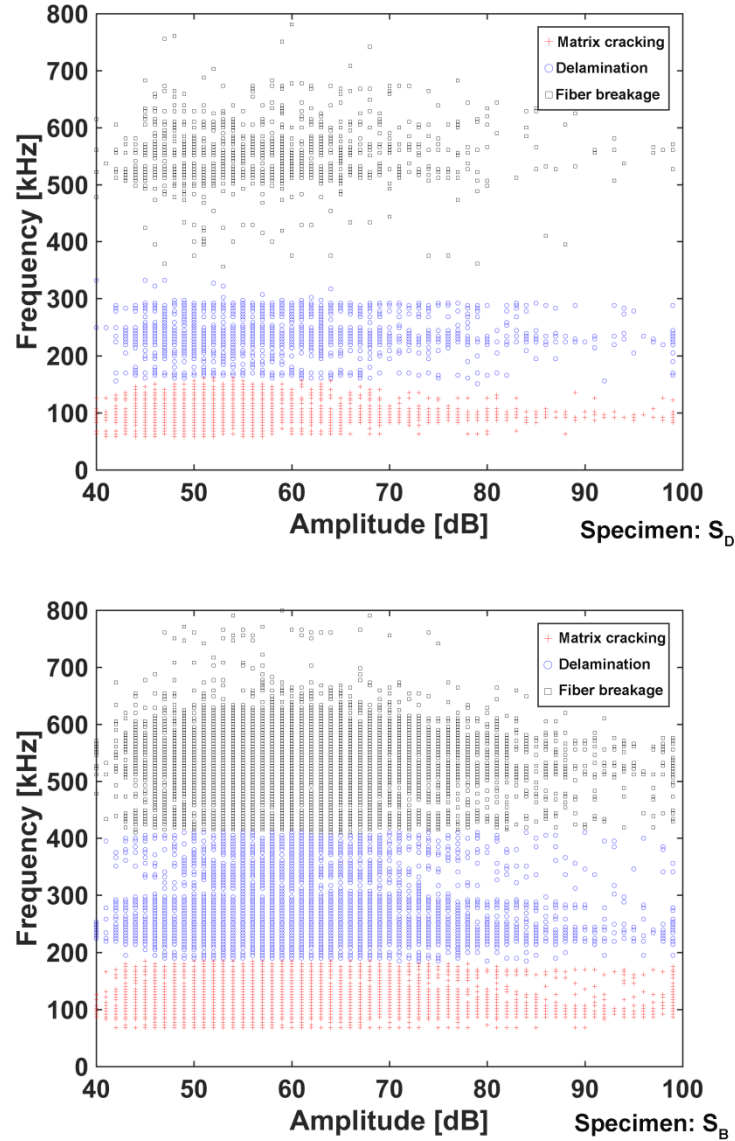 800
700
600
500
400
300
200
100
0
Frequency [kHz]
Matrix cracking
Delamination
Fiber breakage
40 50 60 70 80 90 100
Amplitude [dB]
Specimen: S_D
800
700
600
500
400
300
200
100
0
Frequency [kHz]
Matrix cracking
Delamination
Fiber breakage
40 50 60 70 80 90 100
Amplitude [dB]
Specimen: S_B